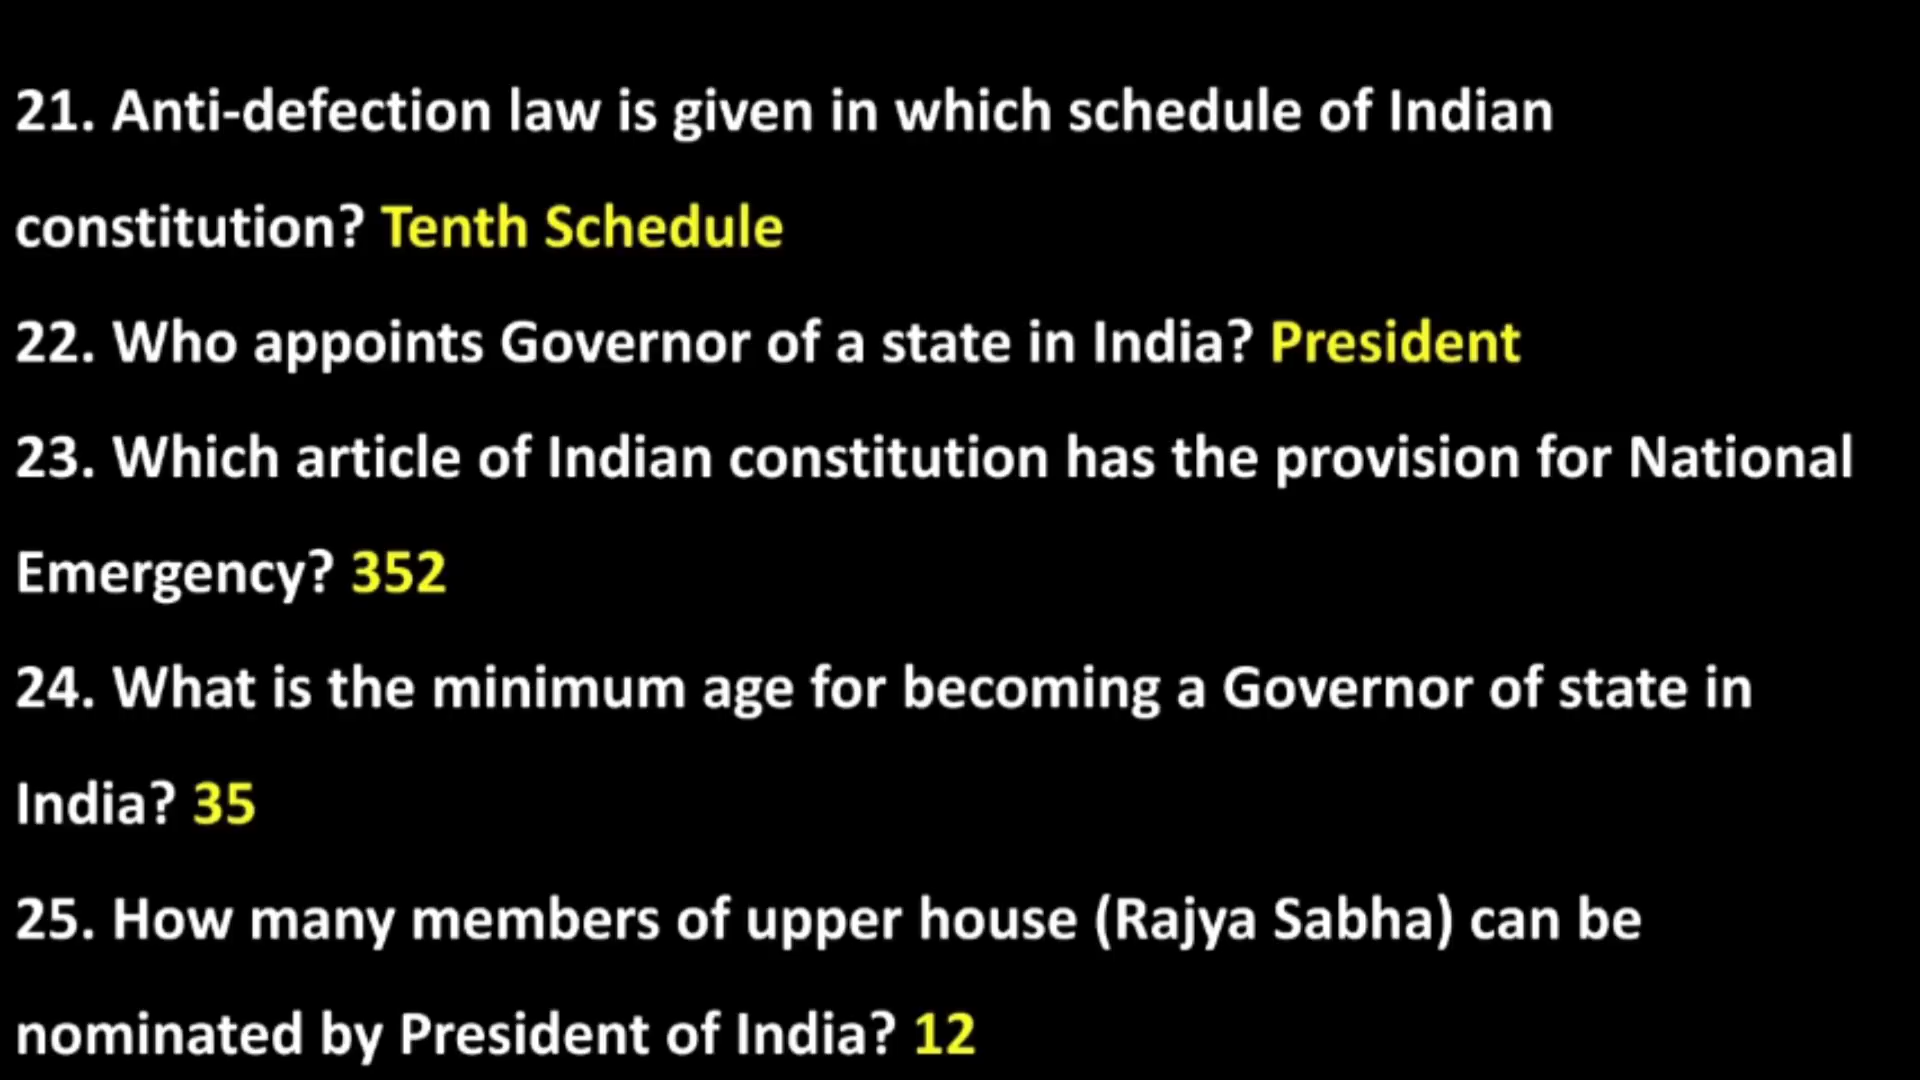 21. Anti-defection law is given in which schedule of Indian
constitution? Tenth Schedule
22. Who appoints Governor of a state in India? President
23. Which article of Indian constitution has the provision for National
Emergency? 352
24. What is the minimum age for becoming a Governor of state in
India? 35
25. How many members of upper house (Rajya Sabha) can be
nominated by President of India? 12